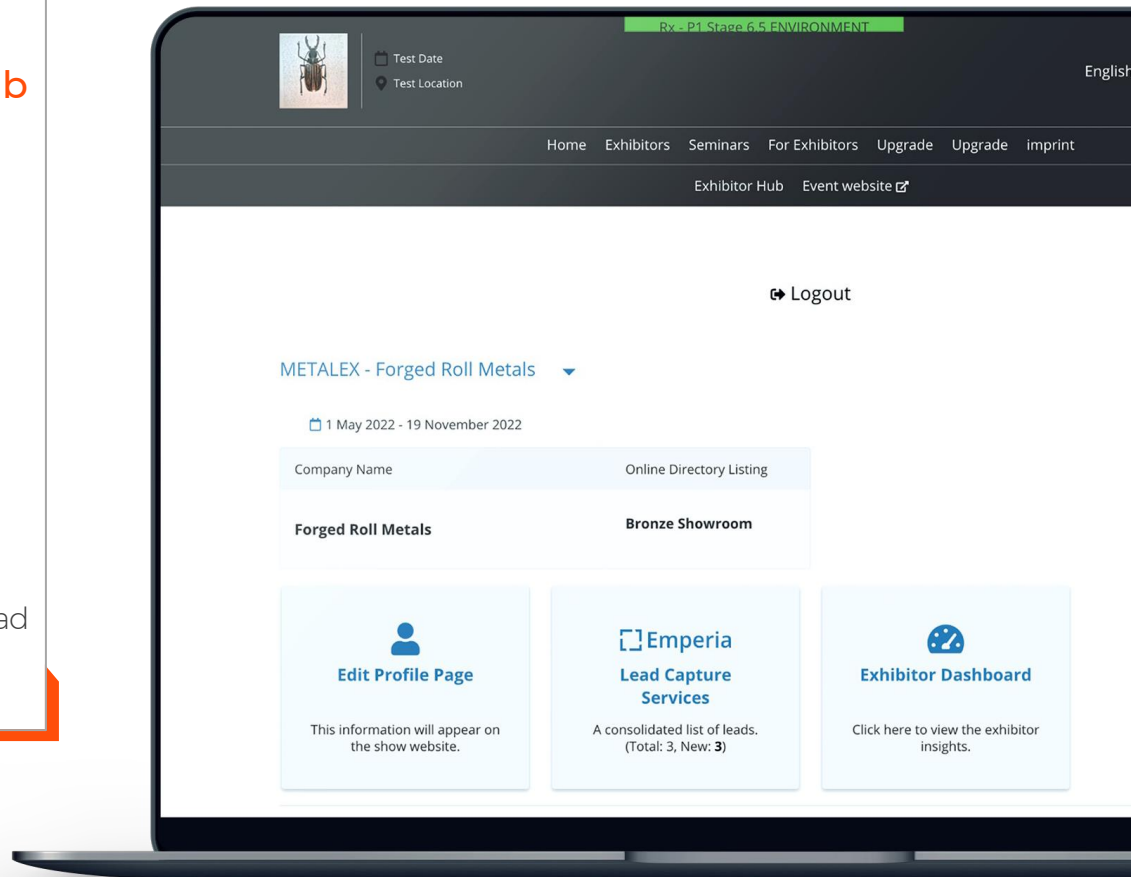 b
ad
Rx - P1 Stage 6.5 ENVIRONMENT
Test Date
Test Location
English
Home Exhibitors Seminars For Exhibitors Upgrade Upgrade imprint
Exhibitor Hub Event website
Logout
METALEX - Forged Roll Metals
1 May 2022 - 19 November 2022
Company Name Online Directory Listing
Forged Roll Metals Bronze Showroom
Edit Profile Page
This information will appear on
the show website.
Emperia
Lead Capture
Services
A consolidated list of leads.
(Total: 3, New: 3)
Exhibitor Dashboard
Click here to view the exhibitor
insights.